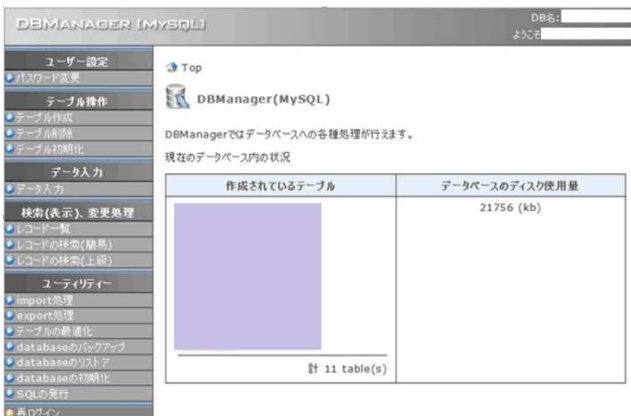 DBMANAGER [MYSQL]
DB名:
ようこそ
ユーザー設定
パスワード変更
テーブル操作
テーブル作成
テーブル削除
テーブル初期化
データ入力
データ入力
検索(表示)、変更処理
レコード一覧
レコードの検索(簡易)
レコードの検索(上級)
ユーティリティー
import処理
export処理
テーブルの最適化
databaseのバックアップ
databaseのリストア
databaseの初期化
SQLの発行
再ログイン
Top
DBManager(MySQL)
DBManagerではデータベースへの各種処理が行えます。
現在のデータベース内の状況
作成されているテーブル
データベースのディスク使用量
21756 (kb)
計 11 table(s)